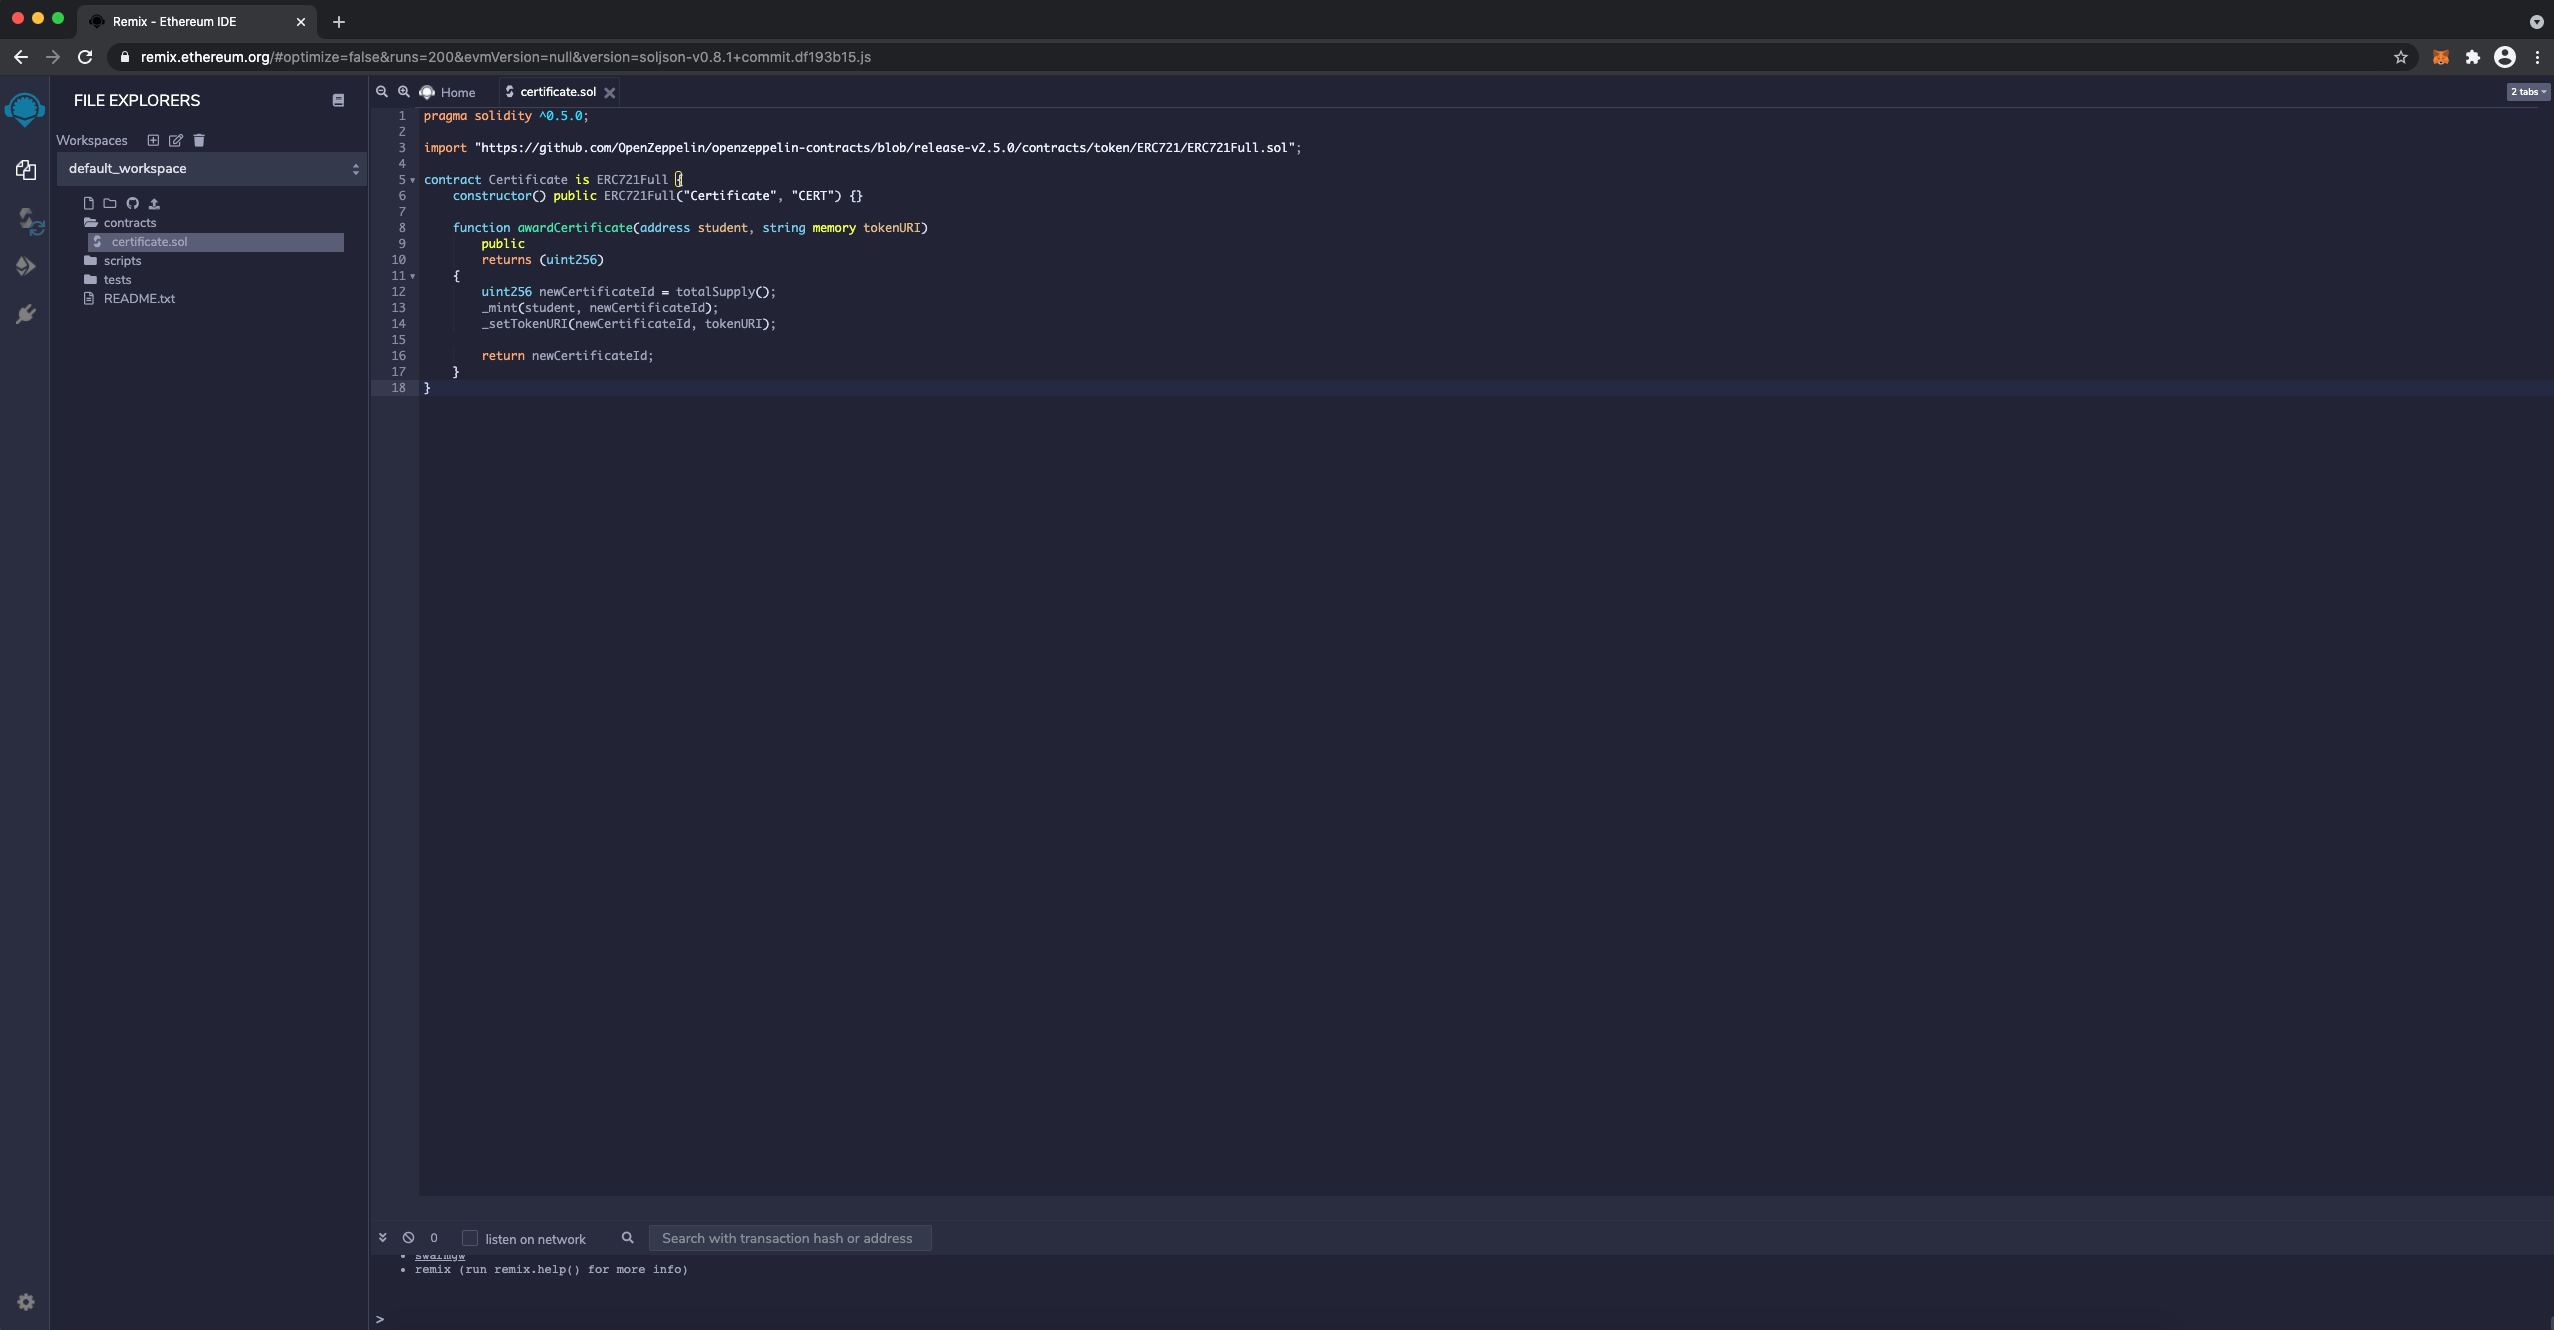 Remix - Ethereum IDE
remix.ethereum.org/#optimize=false&runs=200&evmVersion=null&version=soljson-v0.8.1+commit.df193b15.js
FILE EXPLORERS
Workspaces
default_workspace
contracts
certificate.sol
scripts
tests
README.txt
Home
certificate.sol
2 tabs
1 pragma solidity ^0.5.0;
2
3 import "https://github.com/OpenZeppelin/openzeppelin-contracts/blob/release-v2.5.0/contracts/token/ERC721/ERC721Full.sol";
4
5 contract Certificate is ERC721Full {
6 constructor() public ERC721Full("Certificate", "CERT") {}
7
8 function awardCertificate(address student, string memory tokenURI)
9 public
10 returns (uint256)
11 {
12 uint256 newCertificateId = totalSupply();
13 _mint(student, newCertificateId);
14 _setTokenURI(newCertificateId, tokenURI);
15
16 return newCertificateId;
17 }
18 }
0
listen on network
Search with transaction hash or address
swarmgw
remix (run remix.help() for more info)
>